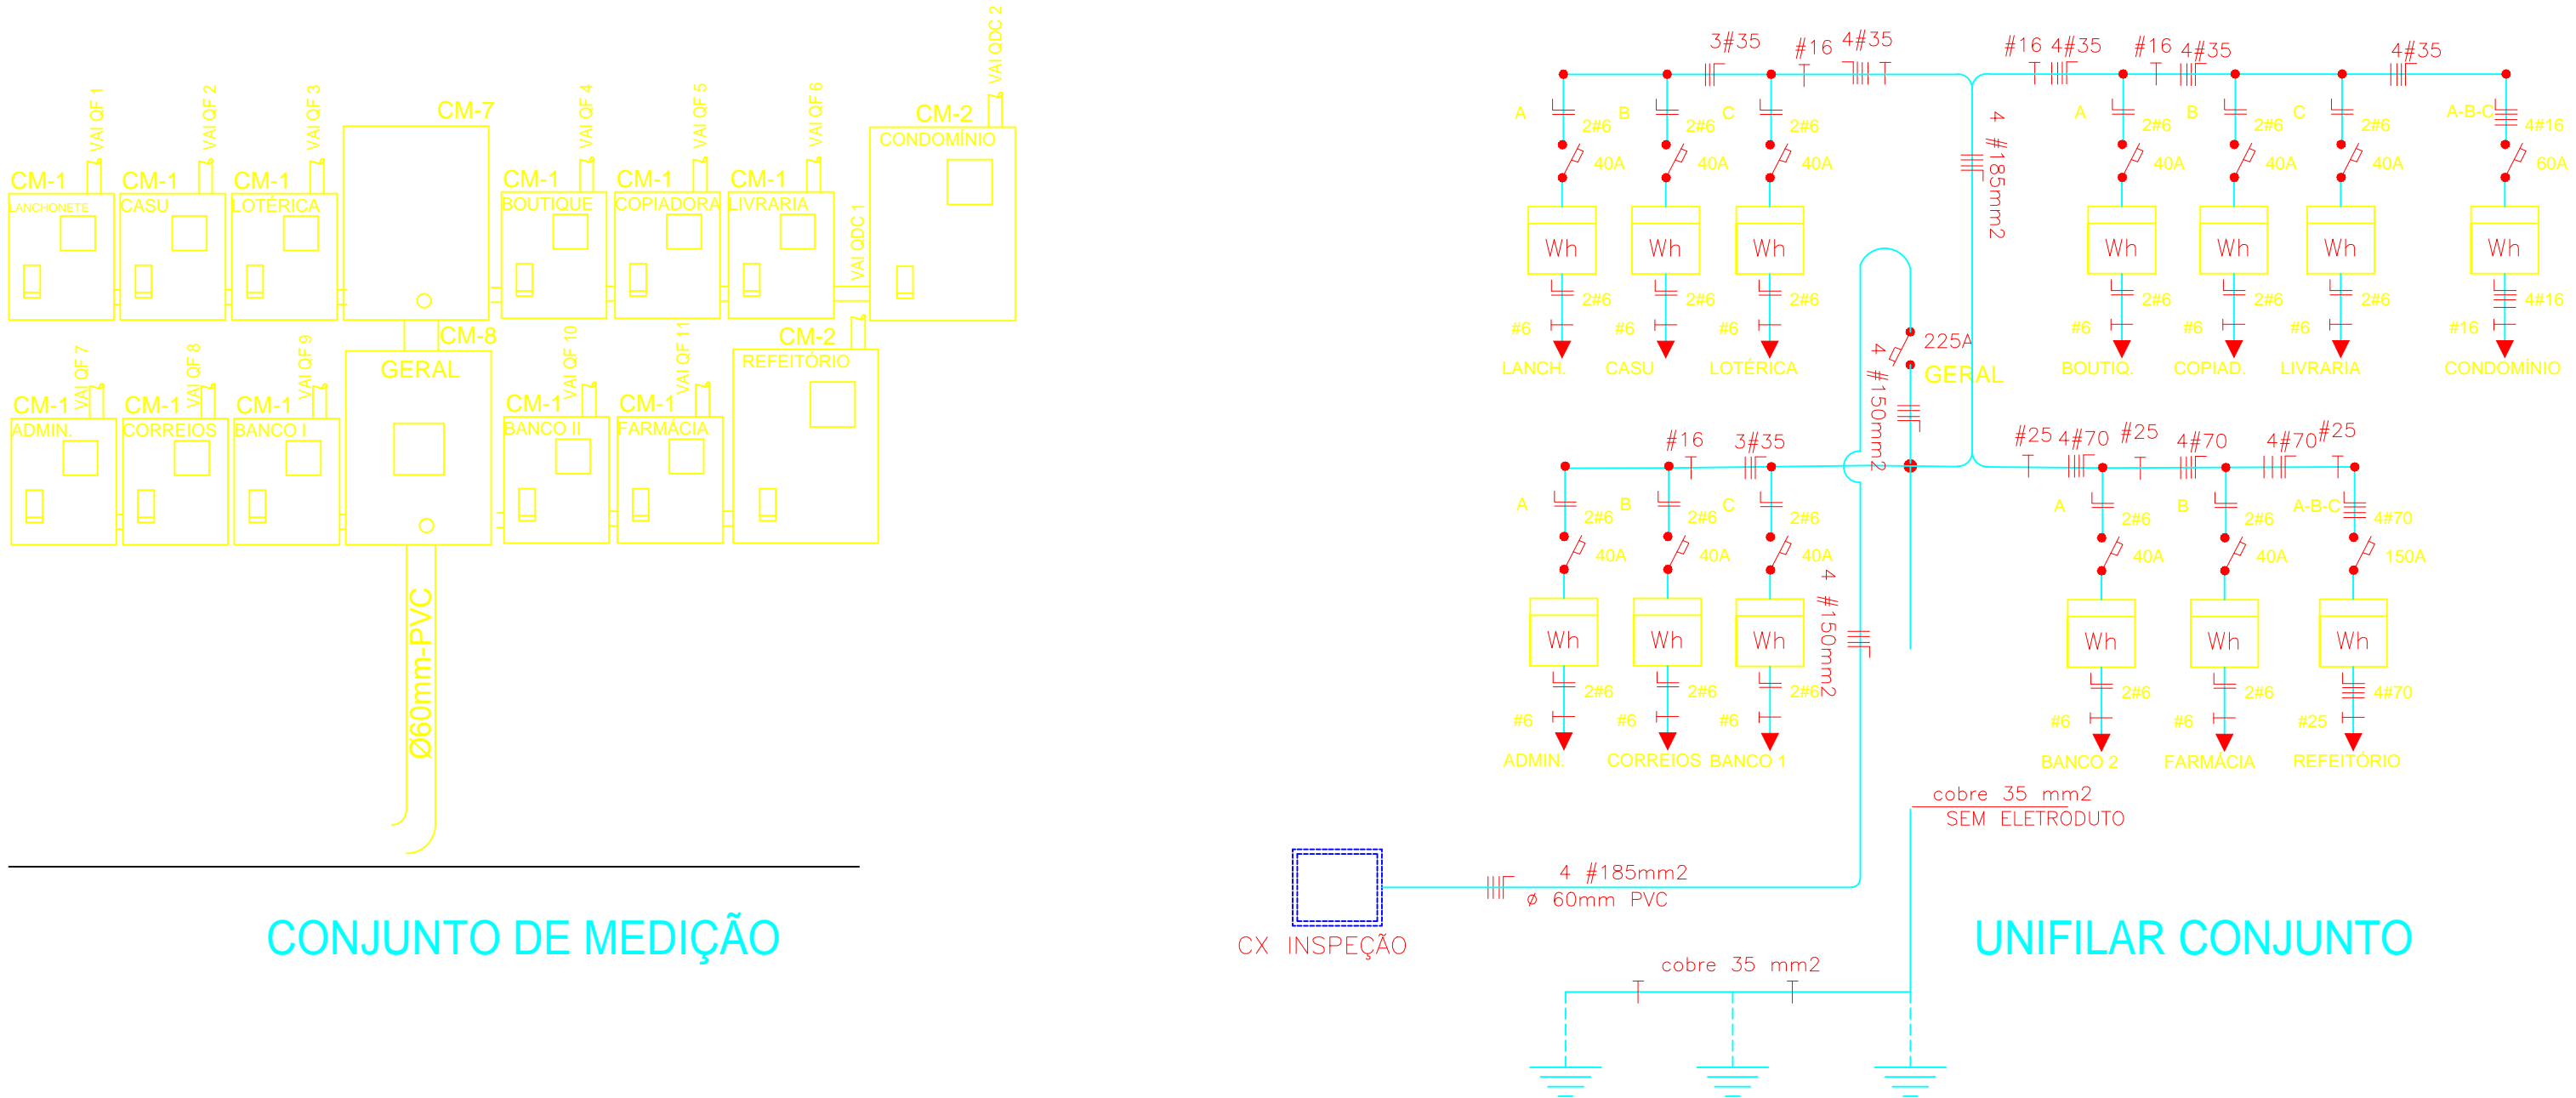 VAI QF 1
VAI QF 2
VAI QF 3
CM-7
VAI QF 4
VAI QF 5
VAI QF 6
VAI QDC 2
CM-2
CONDOMÍNIO
CM-1
LANCHONETE
CM-1
CASU
CM-1
LOTÉRICA
CM-1
BOUTIQUE
CM-1
COPIADORA
CM-1
LIVRARIA
VAI QDC 1
VAI QF 7
VAI QF 8
VAI QF 9
CM-8
GERAL
VAI QF 10
VAI QF 11
CM-2
REFEITÓRIO
CM-1
ADMIN.
CM-1
CORREIOS
CM-1
BANCO I
CM-1
BANCO II
CM-1
FARMÁCIA
Ø60mm-PVC
CONJUNTO DE MEDIÇÃO
3#35
#16
4#35
#16
4#35
#16
4#35
4#35
A
2#6
B
2#6
C
2#6
4 #185mm2
A
2#6
B
2#6
C
2#6
A-B-C
4#16
40A
40A
40A
40A
40A
40A
60A
Wh
Wh
Wh
Wh
Wh
Wh
Wh
2#6
2#6
2#6
2#6
2#6
2#6
4#16
#6
#6
#6
#6
#6
#6
#16
LANCH.
CASU
LOTÉRICA
BOUTIQ.
COPIAD.
LIVRARIA
CONDOMÍNIO
225A
GERAL
4 #150mm2
#16
3#35
#25
4#70
#25
4#70
4#70
#25
A
2#6
B
2#6
C
2#6
A
2#6
B
2#6
A-B-C
4#70
40A
40A
40A
40A
40A
150A
4 #150mm2
Wh
Wh
Wh
Wh
Wh
Wh
2#6
2#6
2#6
2#6
2#6
4#70
#6
#6
#6
#6
#6
#25
ADMIN.
CORREIOS
BANCO 1
BANCO 2
FARMÁCIA
REFEITÓRIO
cobre 35 mm2
SEM ELETRODUTO
4 #185mm2
ø 60mm PVC
CX INSPEÇÃO
UNIFILAR CONJUNTO
cobre 35 mm2